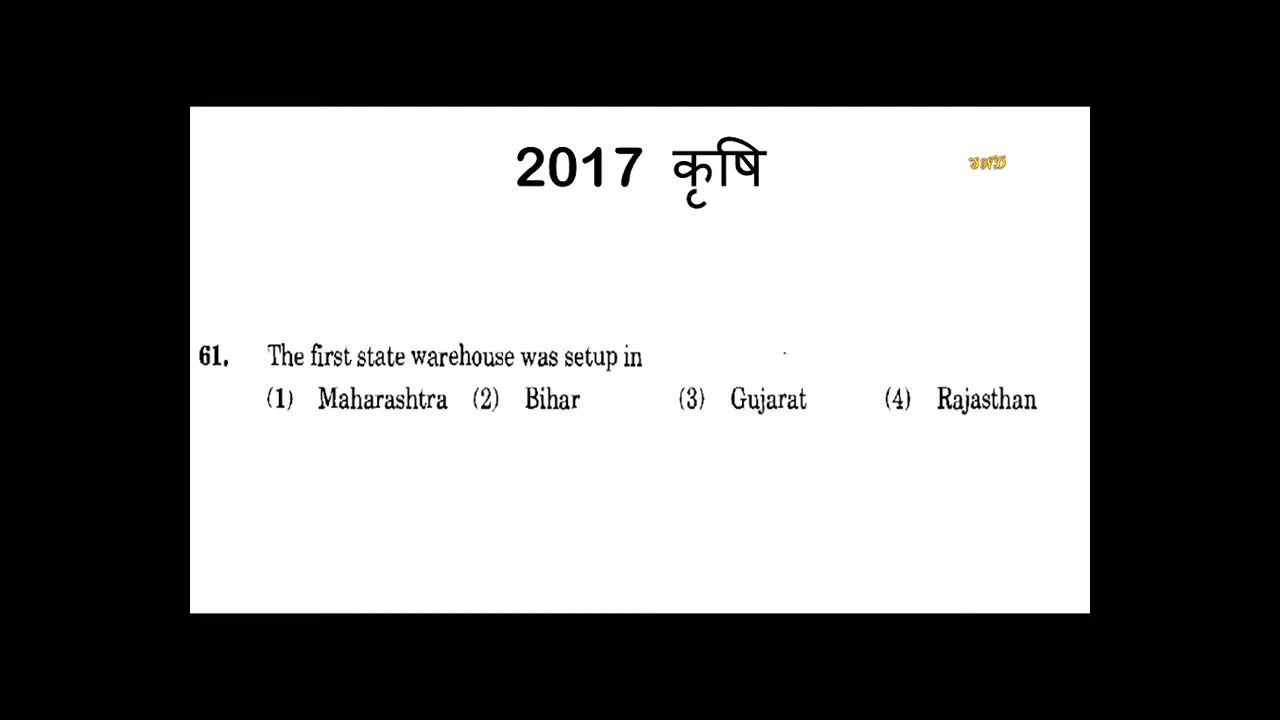 2017 कृषि
61. The first state warehouse was setup in
(1) Maharashtra (2) Bihar (3) Gujarat (4) Rajasthan